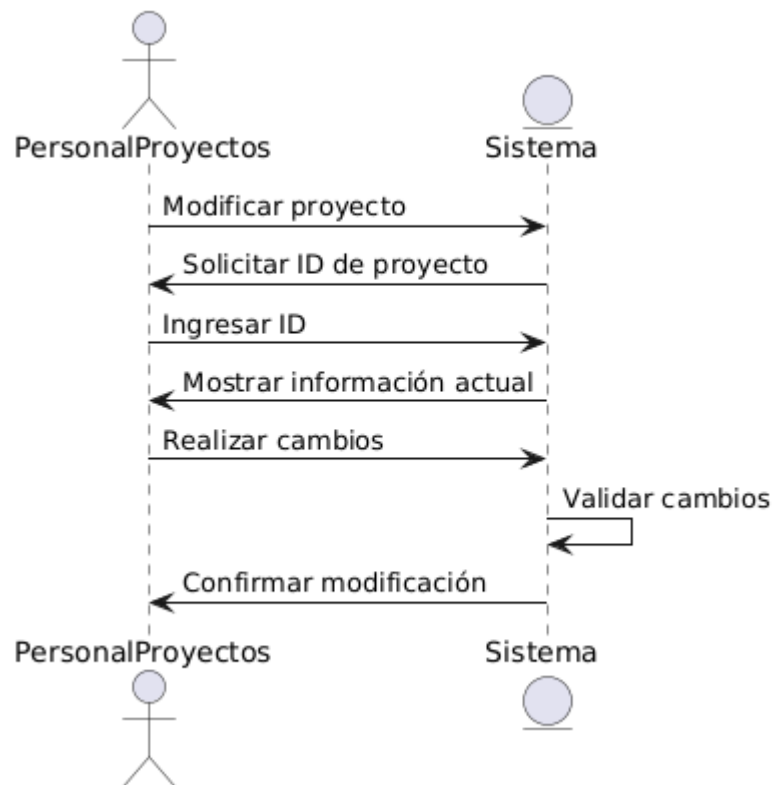 PersonalProyectos
Sistema
Modificar proyecto
Solicitar ID de proyecto
Ingresar ID
Mostrar información actual
Realizar cambios
Validar cambios
Confirmar modificación
PersonalProyectos
Sistema